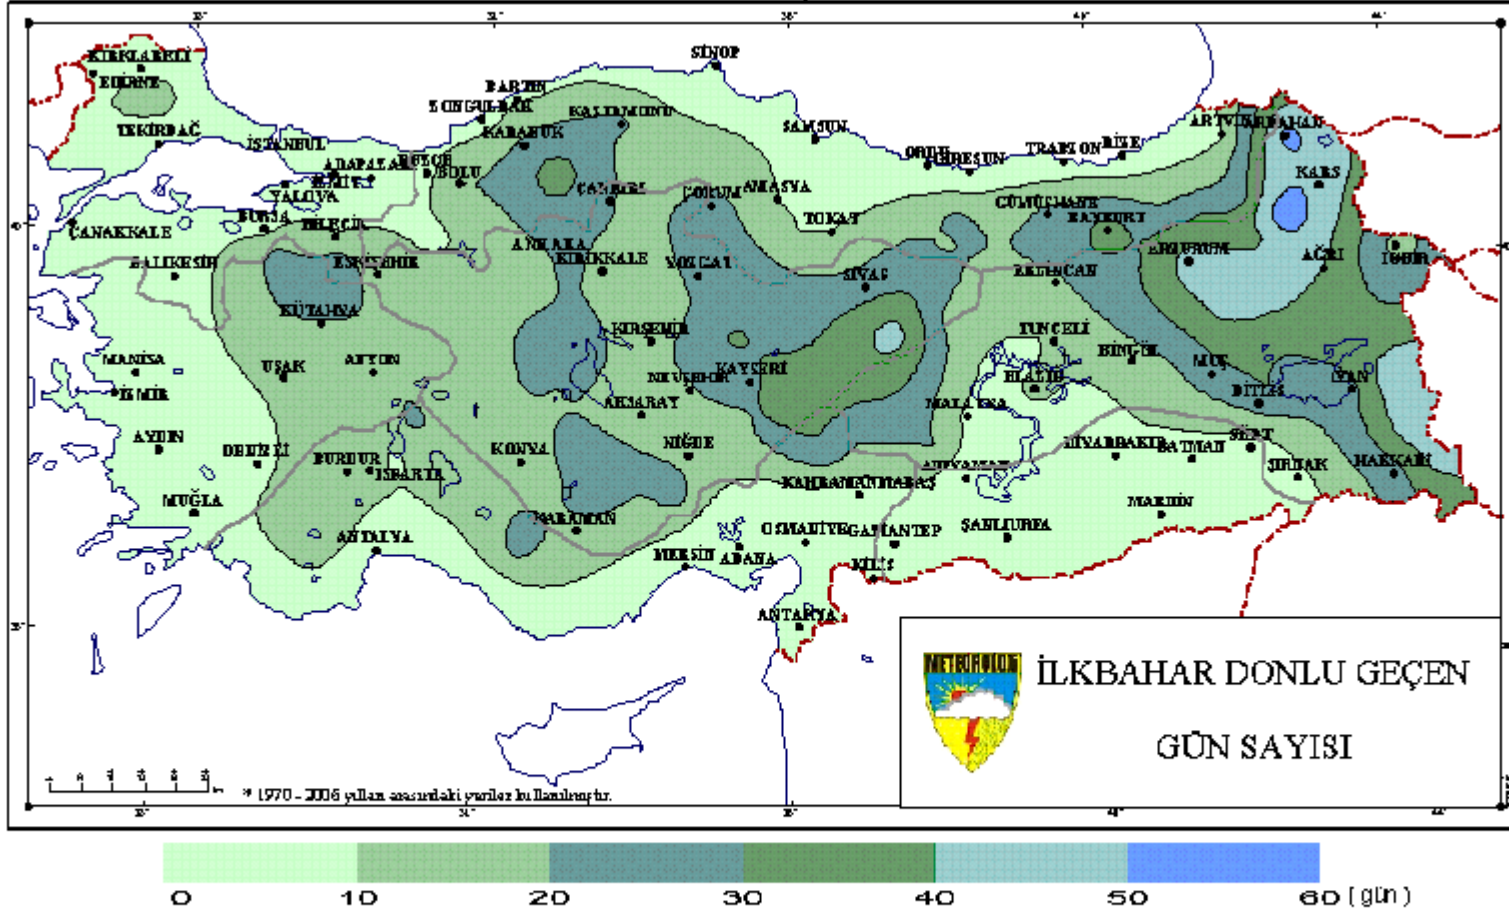 SİNOP
KIRKLARELİ
EDİRNE
BARTIN
ZONGULDAK
KASTAMONU
KARABÜK
TEKİRDAĞ
İSTANBUL
SAMSUN
ARTVİN
ARDAHAN
ADAPAZARI
DÜZCE
BOLU
ORDU
GİRESUN
TRABZON
RİZE
İZMİT
YALOVA
ÇANKIRI
ÇORUM
AMASYA
KARS
BURSA
BİLECİK
TOKAT
GÜMÜŞHANE
BAYBURT
ÇANAKKALE
BALIKESİR
ESKİŞEHİR
ANKARA
KIRIKKALE
YOZGAT
SİVAS
ERZİNCAN
ERZURUM
AĞRI
IĞDIR
KÜTAHYA
KIRŞEHİR
TUNCELİ
MANİSA
UŞAK
AFYON
BİNGÖL
MUŞ
İZMİR
NEVŞEHİR
KAYSERİ
ELAZIĞ
BİTLİS
VAN
AKSARAY
MALATYA
AYDIN
DENİZLİ
BURDUR
ISPARTA
KONYA
NİĞDE
DİYARBAKIR
BATMAN
SİİRT
ADIYAMAN
ŞIRNAK
HAKKARİ
KAHRAMANMARAŞ
MUĞLA
KARAMAN
MARDİN
ANTALYA
OSMANİYE
GAZİANTEP
ŞANLIURFA
MERSİN
ADANA
KİLİS
ANTAKYA
METEOROLOJİ
İLKBAHAR DONLU GEÇEN
GÜN SAYISI
* 1970 - 2006 yılları arasındaki veriler kullanılmıştır.
0 10 20 30 40 50 60 (gün)